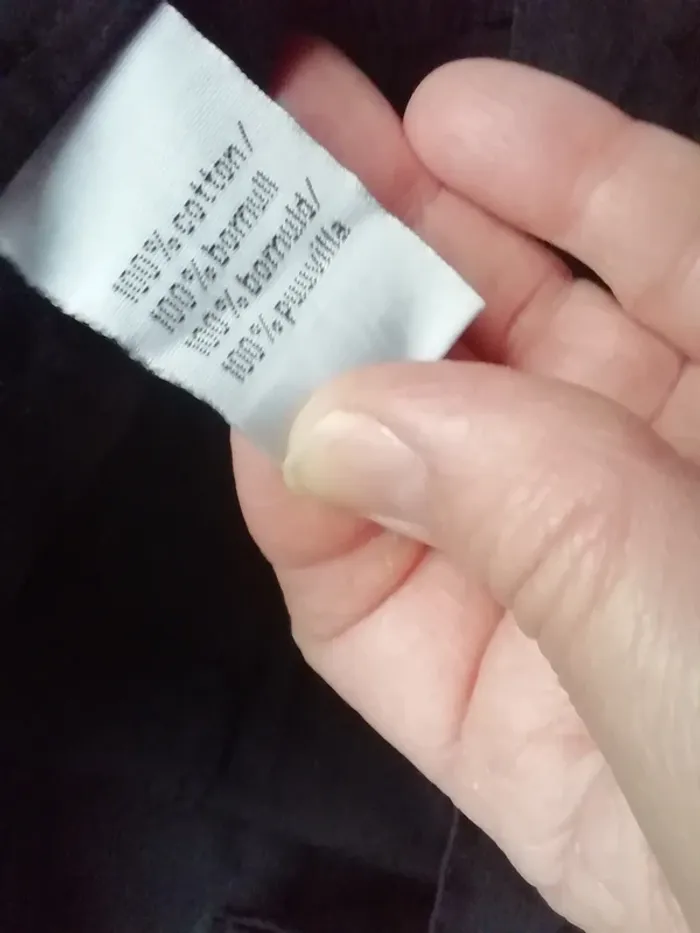 100% cotton/
100% bomull
100% bomuld/
100% puuvilla